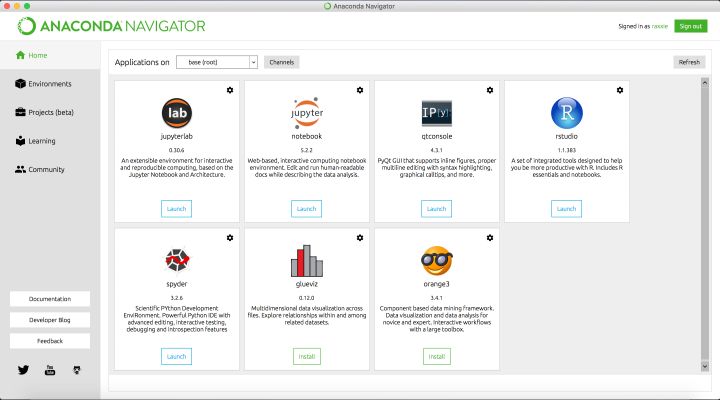 Anaconda Navigator
ANACONDA NAVIGATOR
Signed in as rassie
Sign out
Home
Environments
Projects (beta)
Learning
Community
Documentation
Developer Blog
Feedback
You
Tube
Applications on
base (root)
Channels
Refresh
lab
jupyterlab
0.30.6
An extensible environment for interactive
and reproducible computing, based on the
Jupyter Notebook and Architecture.
Launch
jupyter
notebook
5.2.2
Web-based, interactive computing notebook
environment. Edit and run human-readable
docs while describing the data analysis.
Launch
IP[y]:
qtconsole
4.3.1
PyQt GUI that supports inline figures, proper
multiline editing with syntax highlighting,
graphical calltips, and more.
Launch
R
rstudio
1.1.383
A set of integrated tools designed to help
you be more productive with R. Includes R
essentials and notebooks.
Launch
spyder
3.2.6
Scientific PYthon Development
EnviRonment. Powerful Python IDE with
advanced editing, interactive testing,
debugging and introspection features
Launch
glueviz
0.12.0
Multidimensional data visualization across
files. Explore relationships within and among
related datasets.
Install
orange3
3.4.1
Component based data mining framework.
Data visualization and data analysis for
novice and expert. Interactive workflows
with a large toolbox.
Install